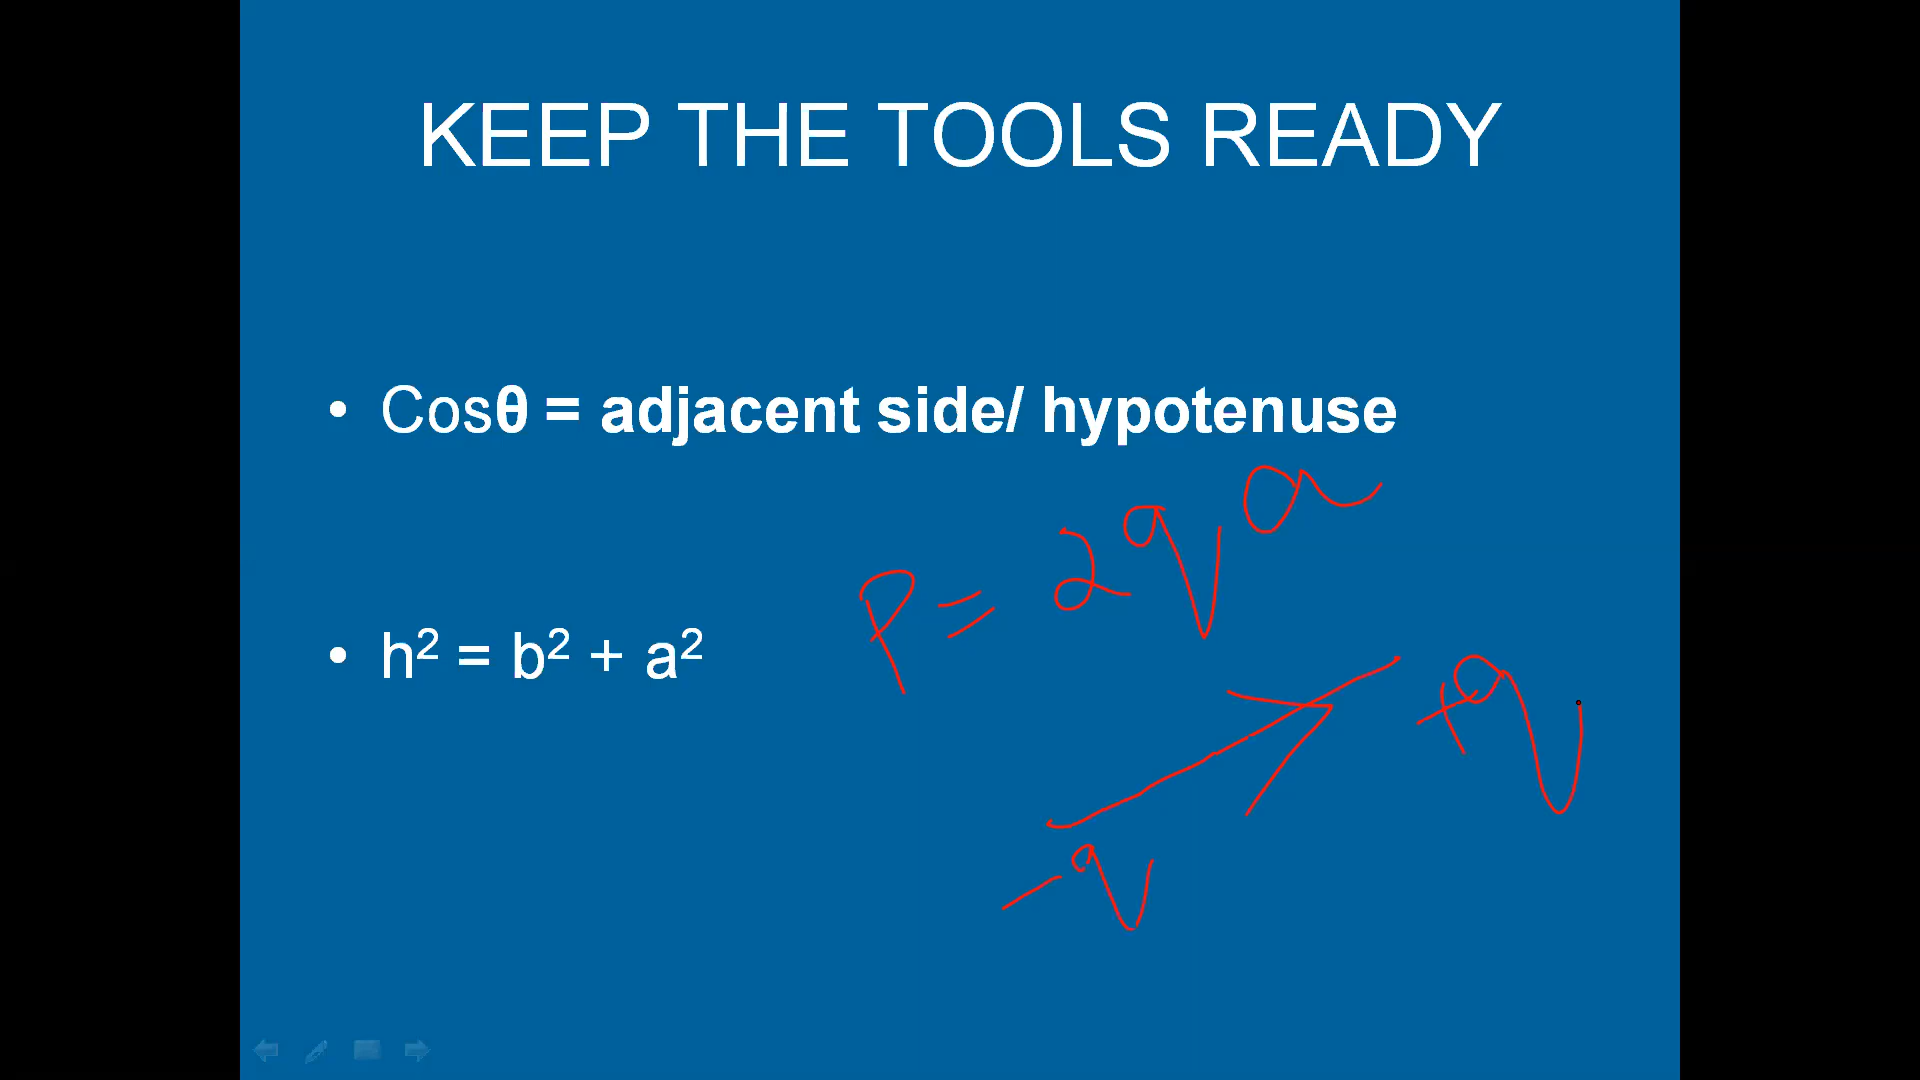 KEEP THE TOOLS READY
• Cosθ = adjacent side/ hypotenuse
P = 2qa
• h² = b² + a²
+q
-q